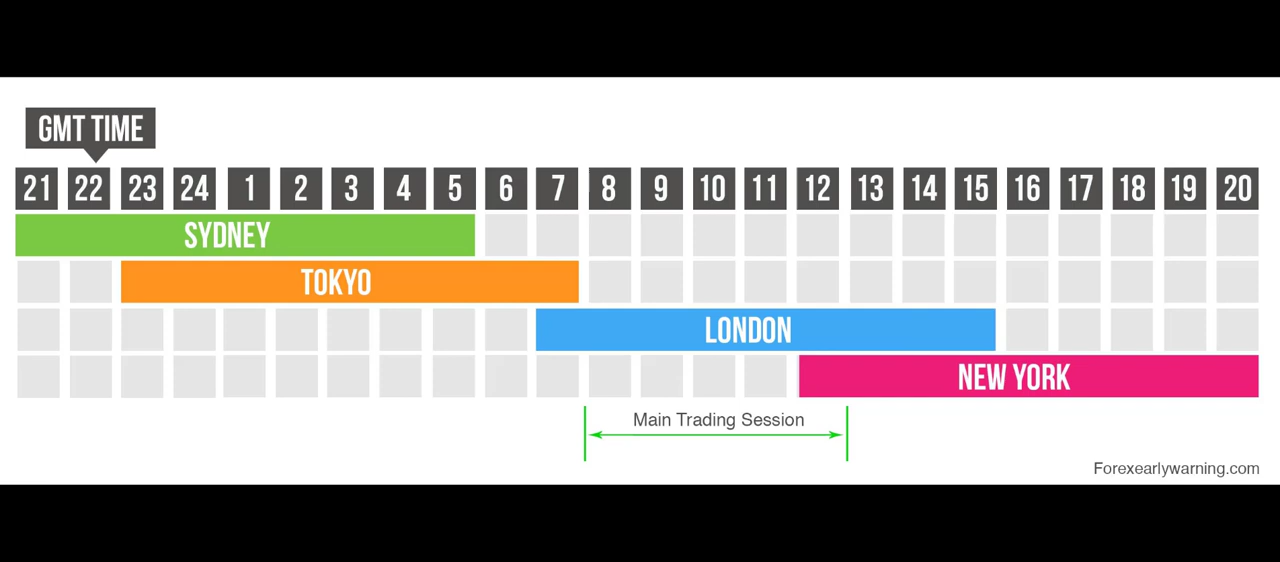 GMT TIME
21 22 23 24 1 2 3 4 5 6 7 8 9 10 11 12 13 14 15 16 17 18 19 20
SYDNEY
TOKYO
LONDON
NEW YORK
Main Trading Session
Forexearlywarning.com